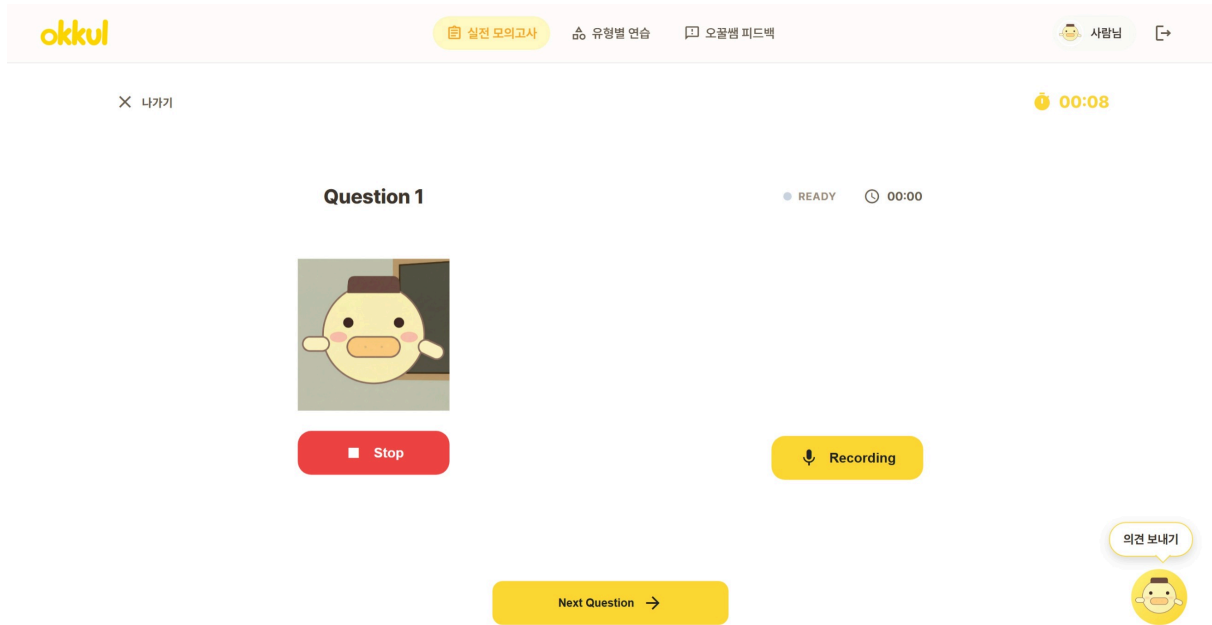 okkul
실전 모의고사 유형별 연습 오꿀쌤 피드백 사람님
나가기 00:08
Question 1 READY 00:00
Stop Recording
의견 보내기
Next Question